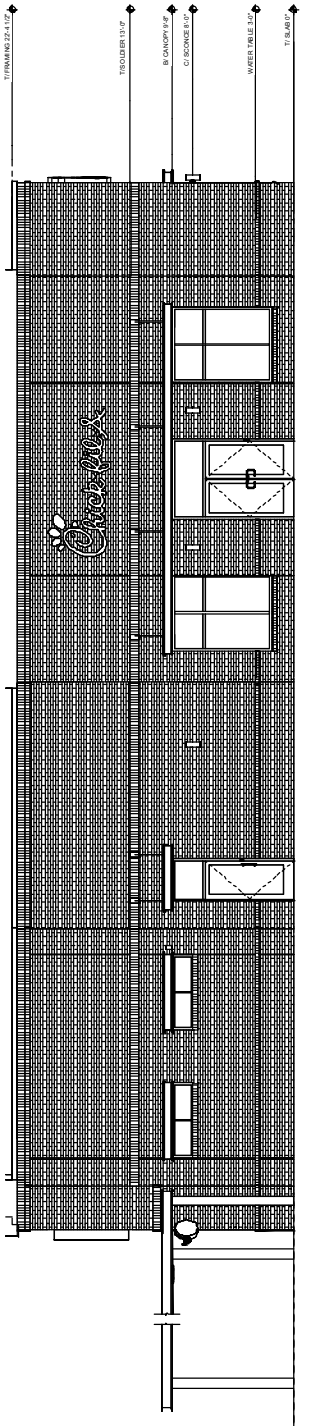 T/ FRAMING 22'-4 1/2"
T/ SOLDIER 13'-0"
B/ CANOPY 9'-8"
C/ SCONCE 8'-0"
WATER TABLE 3'-0"
T/ SLAB 0"
Chick-fil-A